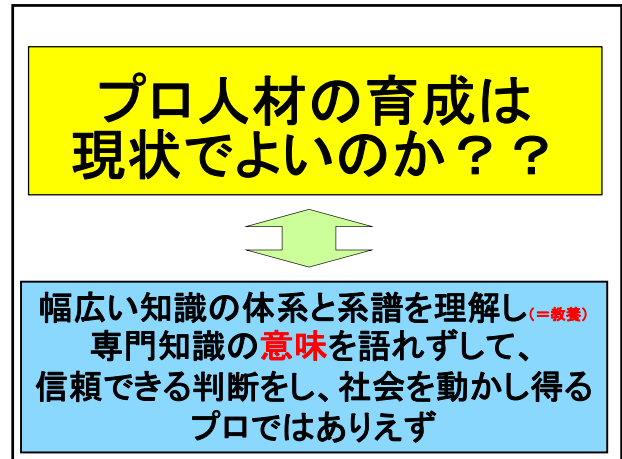 プロ人材の育成は
現状でよいのか？？
幅広い知識の体系と系譜を理解し(=教養)
専門知識の意味を語れずして、
信頼できる判断をし、社会を動かし得る
プロではありえず